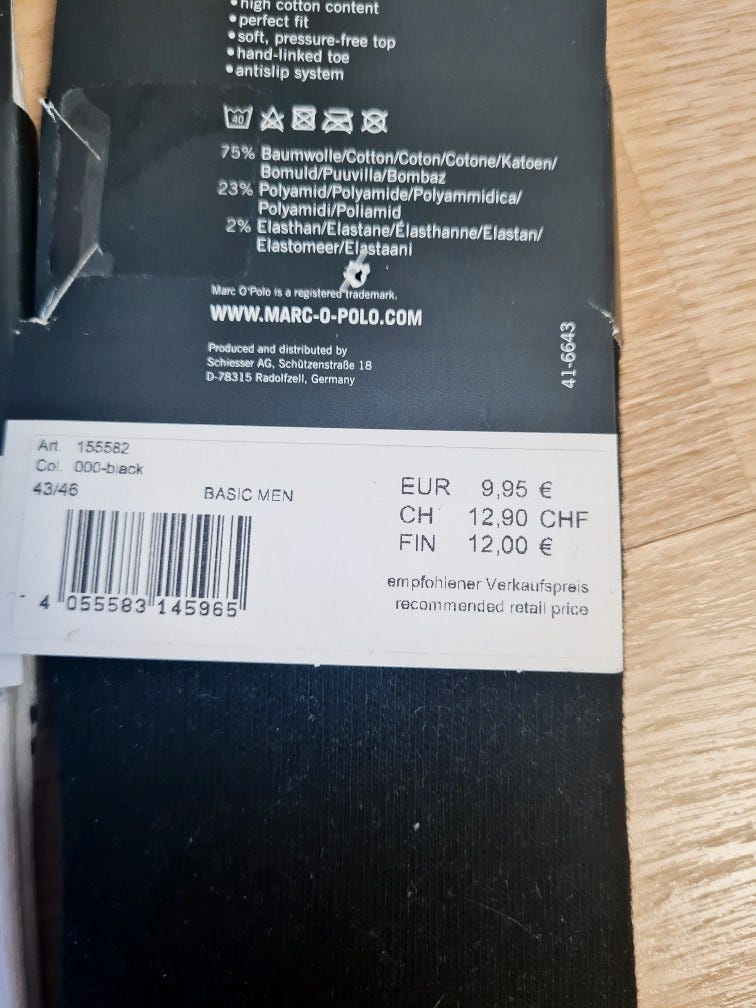 •high cotton content
•perfect fit
•soft, pressure-free top
•hand-linked toe
•antislip system
40
75% Baumwolle/Cotton/Coton/Cotone/Katoen/
Bomuld/Puuvilla/Bombaz
23% Polyamid/Polyamide/Polyammidica/
Polyamidi/Poliamid
2% Elasthan/Elastane/Élasthanne/Elastan/
Elastomeer/Elastaani
Marc O'Polo is a registered trademark.
WWW.MARC-O-POLO.COM
Produced and distributed by
Schiesser AG, Schützenstraße 18
D-78315 Radolfzell, Germany
41-6643
Art. 155582
Col. 000-black
43/46
BASIC MEN
4 055583 145965
EUR 9,95 €
CH 12,90 CHF
FIN 12,00 €
empfohlener Verkaufspreis
recommended retail price